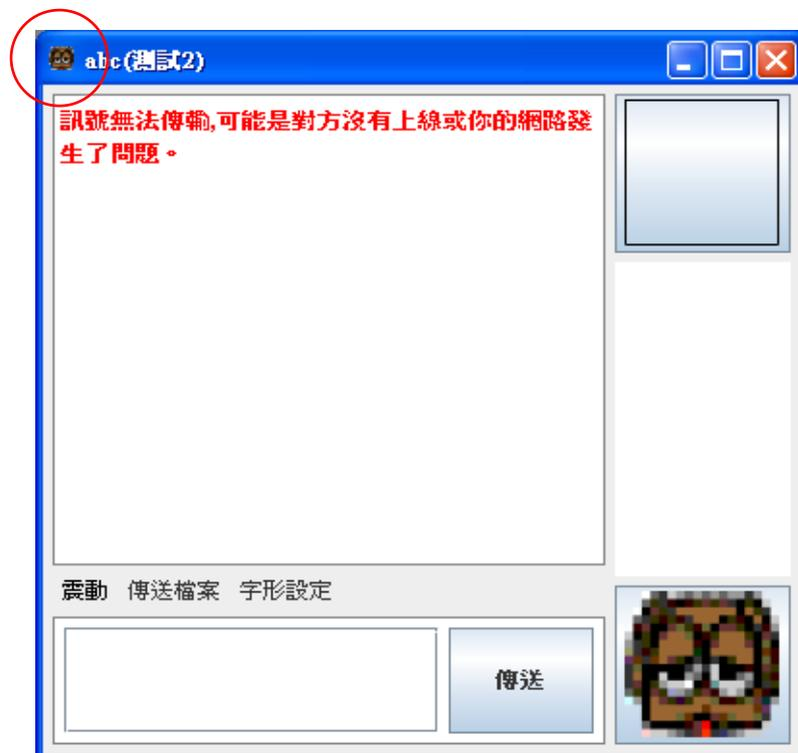 abc(測試2)
訊號無法傳輸,可能是對方沒有上線或你的網路發
生了問題。
震動 傳送檔案 字形設定
傳送